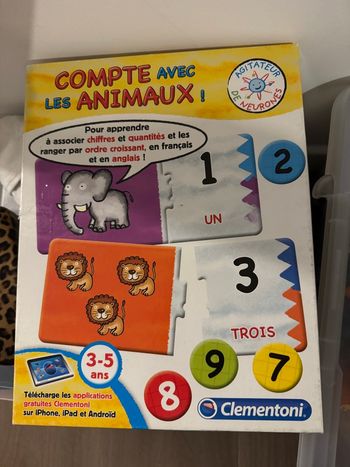 COMPTE AVEC
LES ANIMAUX !
AGITATEUR
DE NEURONES
Pour apprendre
à associer chiffres et quantités et les
ranger par ordre croissant, en français
et en anglais !
1
2
UN
3
TROIS
3-5
ans
9
7
8
Clementoni
Télécharge les applications
gratuites Clementoni
sur iPhone, iPad et Android